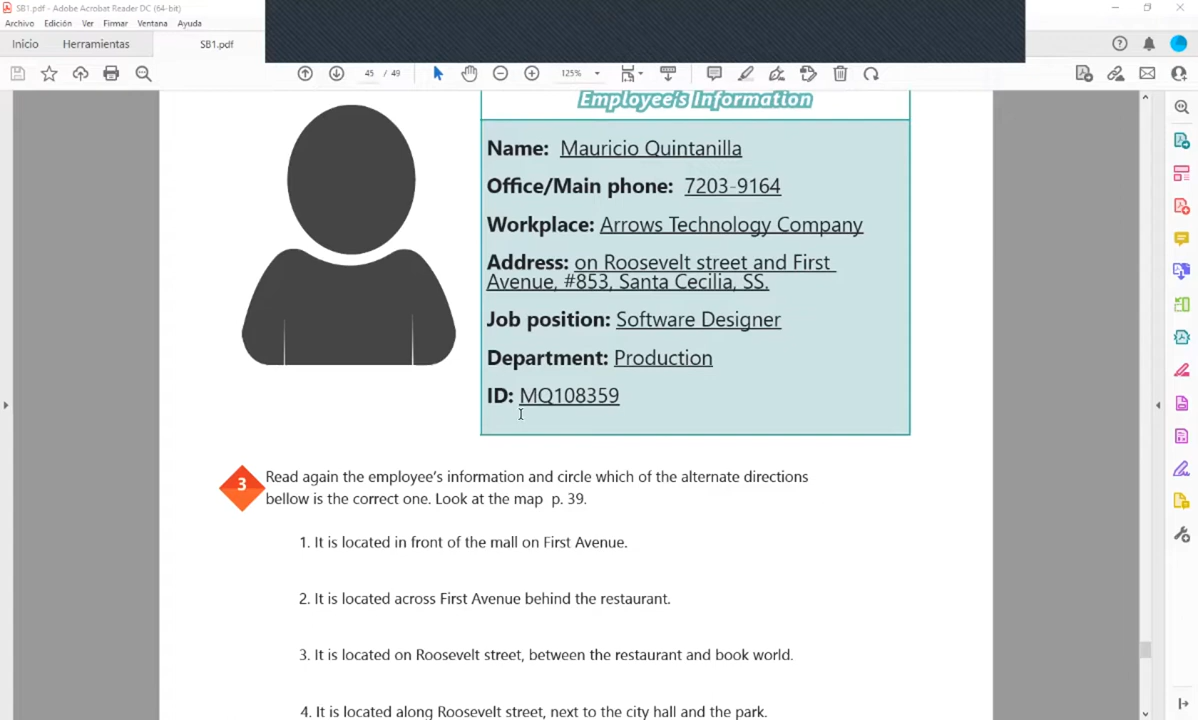 SB1.pdf - Adobe Acrobat Reader DC (64-bit)
Archivo Edición Ver Firmar Ventana Ayuda
Inicio Herramientas SB1.pdf
45 / 49 125%
Employee's Information
Name: Mauricio Quintanilla
Office/Main phone: 7203-9164
Workplace: Arrows Technology Company
Address: on Roosevelt street and First
Avenue, #853, Santa Cecilia, SS.
Job position: Software Designer
Department: Production
ID: MQ108359
3 Read again the employee's information and circle which of the alternate directions
bellow is the correct one. Look at the map p. 39.
1. It is located in front of the mall on First Avenue.
2. It is located across First Avenue behind the restaurant.
3. It is located on Roosevelt street, between the restaurant and book world.
4. It is located along Roosevelt street, next to the city hall and the park.